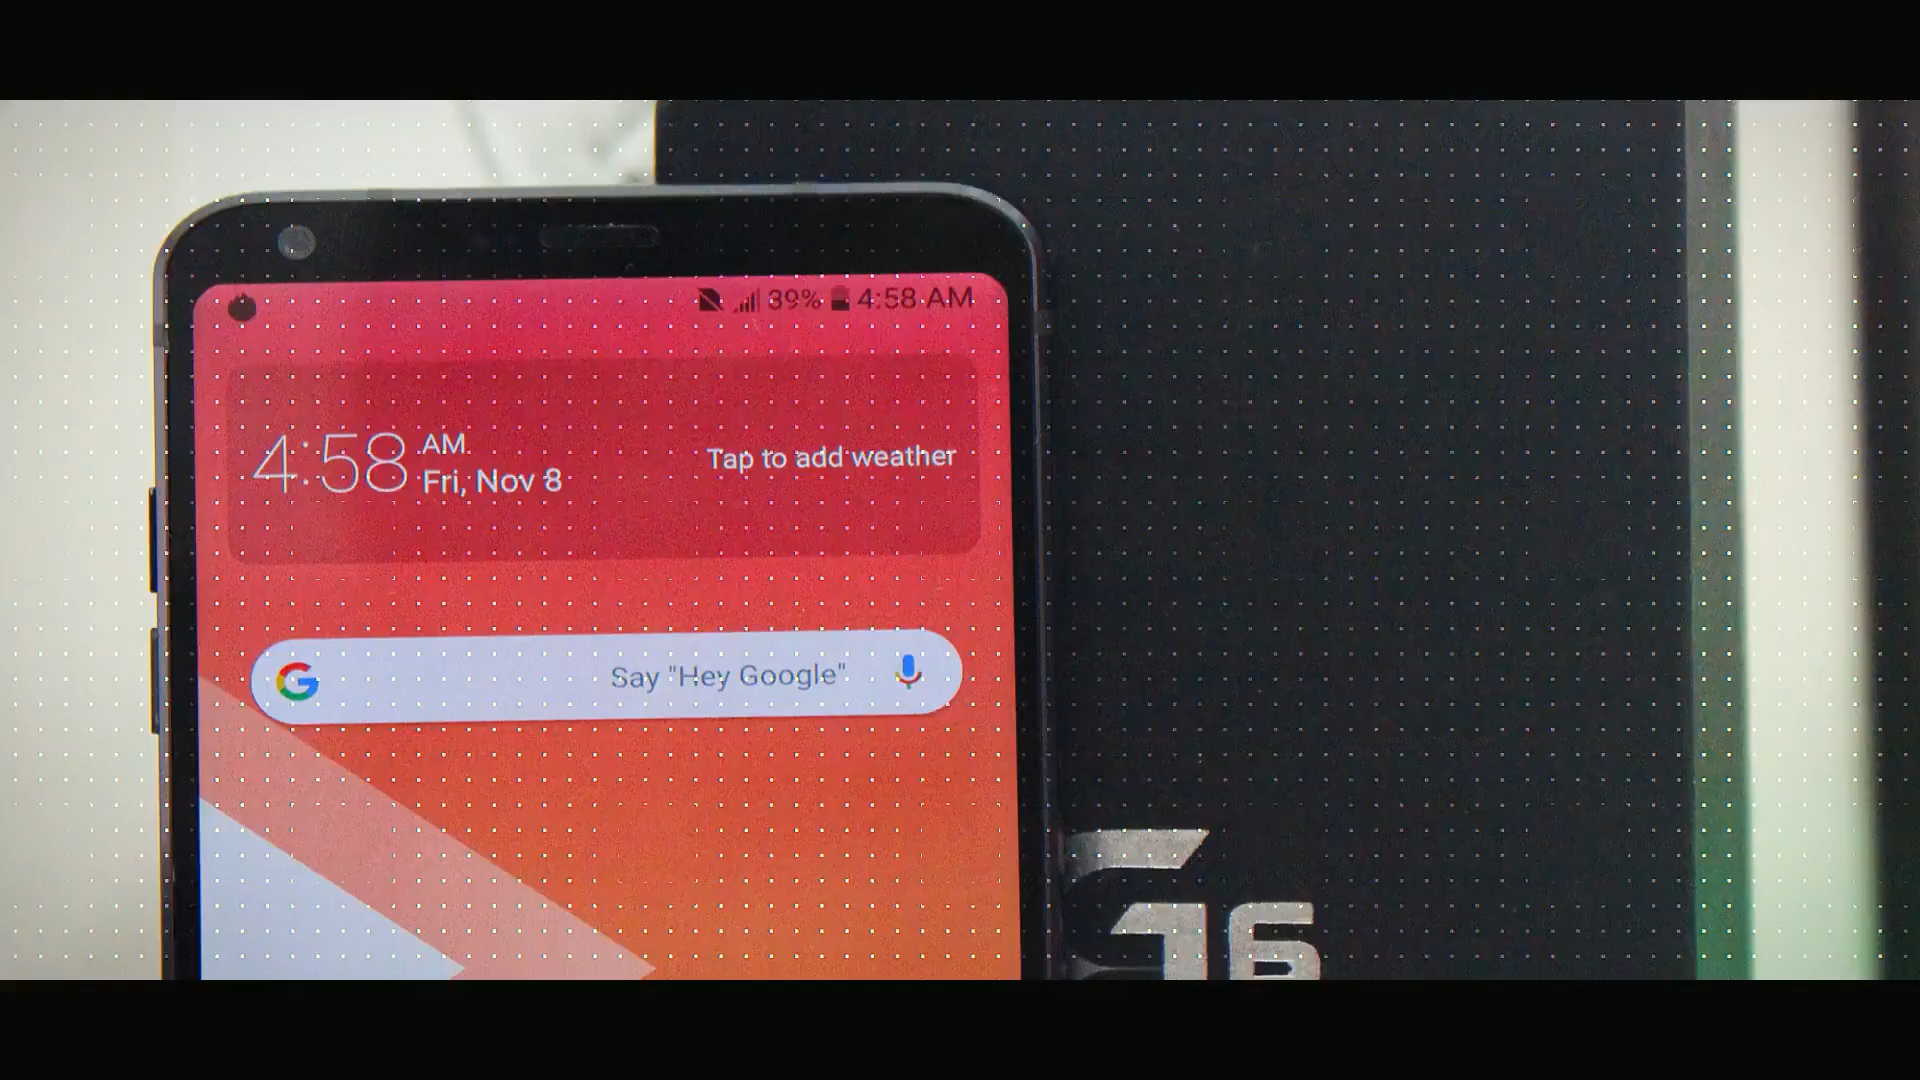 39% 4:58 AM
4:58 AM
Fri, Nov 8
Tap to add weather
Say "Hey Google"
G6